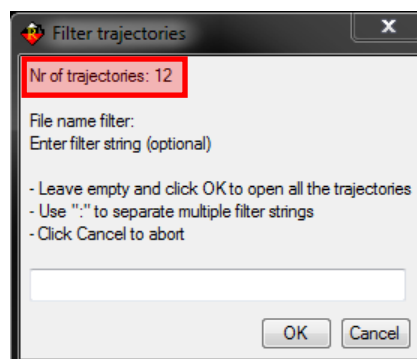 Filter trajectories
x
Nr of trajectories: 12
File name filter:
Enter filter string (optional)
- Leave empty and click OK to open all the trajectories
- Use ":" to separate multiple filter strings
- Click Cancel to abort
OK Cancel